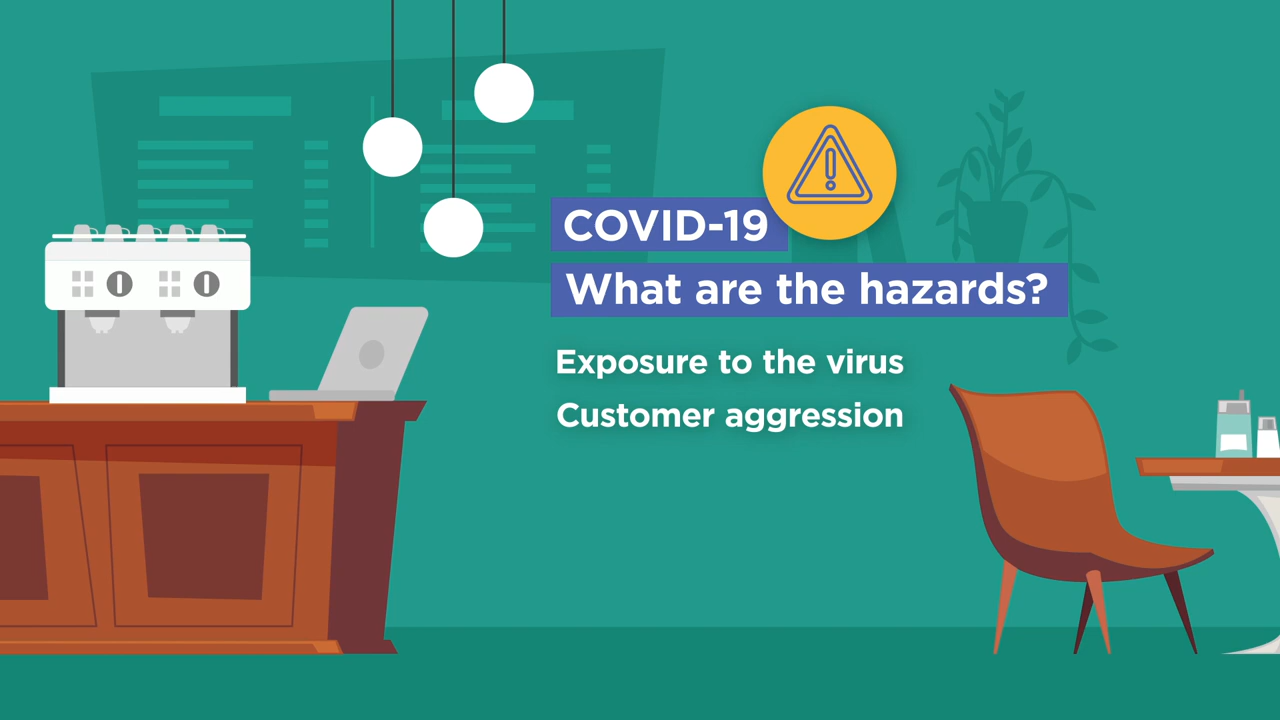 COVID-19
What are the hazards?
Exposure to the virus
Customer aggression